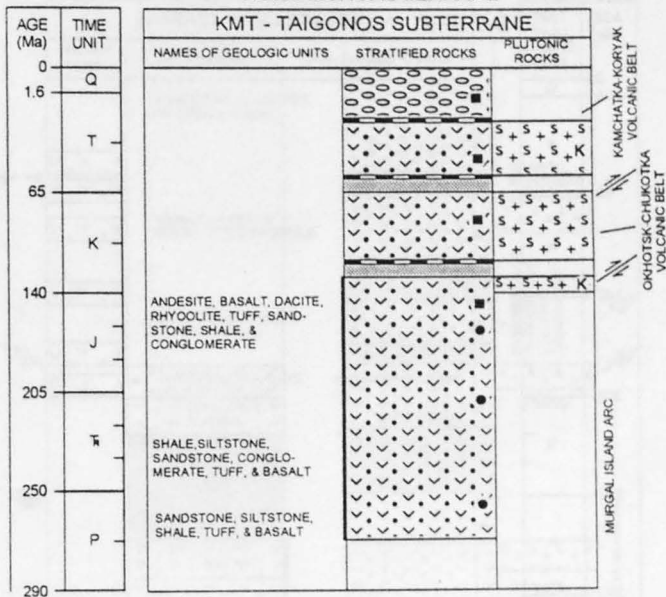 AGE
(Ma)
TIME
UNIT
KMT - TAIGONOS SUBTERRANE
NAMES OF GEOLOGIC UNITS
STRATIFIED ROCKS
PLUTONIC
ROCKS
0
Q
1.6
T
65
K
140
J
205
TR
250
P
290
ANDESITE, BASALT, DACITE,
RHYOOLITE, TUFF, SAND-
STONE, SHALE, &
CONGLOMERATE
SHALE,SILTSTONE,
SANDSTONE, CONGLO-
MERATE, TUFF, & BASALT
SANDSTONE, SILTSTONE,
SHALE, TUFF, & BASALT
S S S S
+ + + K
S S S S
S S S S
+ + + +
S S S S
+ + + +
S S S S
+ + + +
S + S + S + K
KAMCHATKA-KORYAK
VOLCANIC BELT
OKHOTSK-CHUKOTKA
VOLCANIC BELT
MURGAL ISLAND ARC